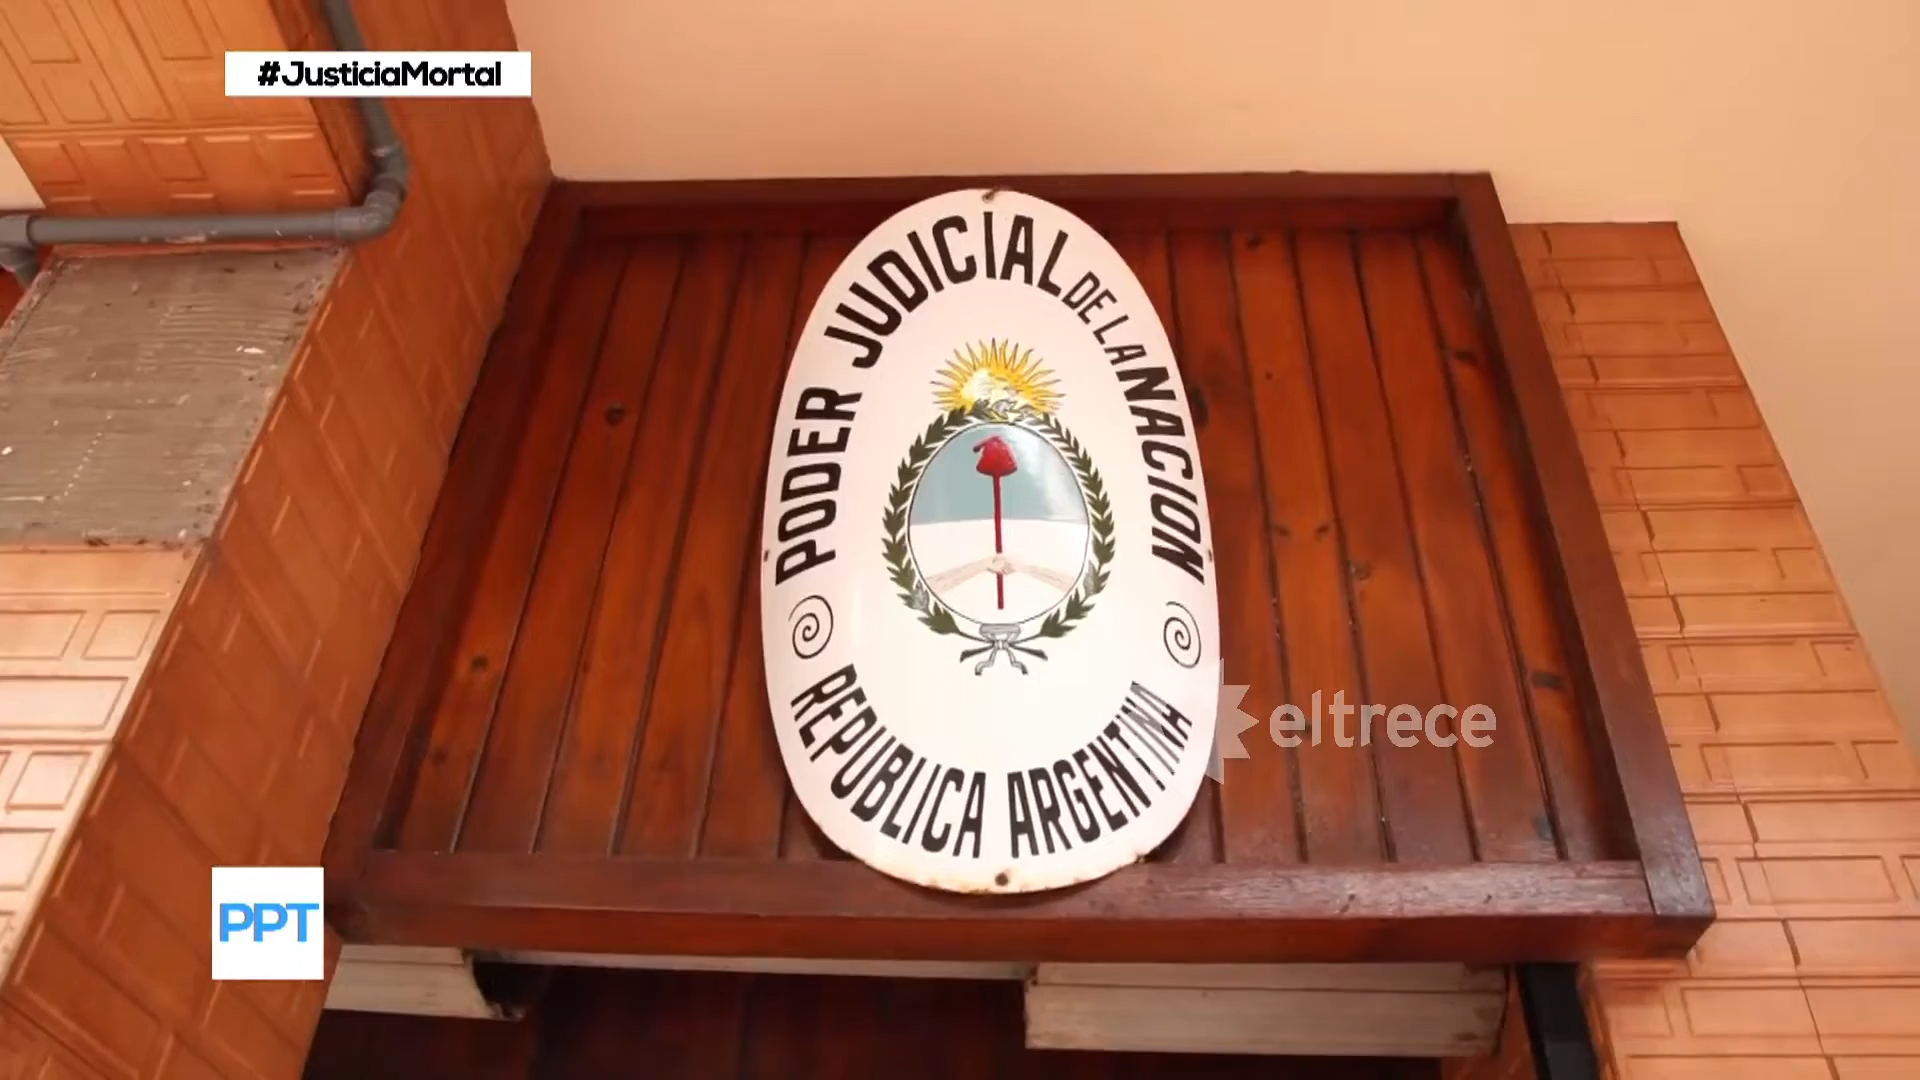 #JusticiaMortal
PODER JUDICIAL DE LA NACION
REPUBLICA ARGENTINA
eltrece
PPT